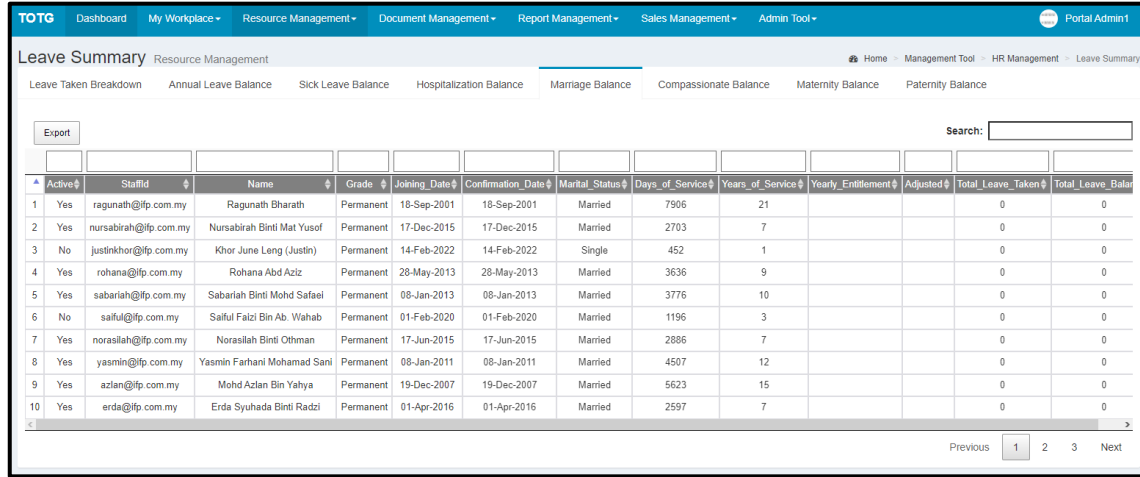 TOTG Dashboard My Workplace Resource Management Document Management Report Management Sales Management Admin Tool Portal Admin1
Leave Summary Resource Management Home > Management Tool > HR Management > Leave Summary
Leave Taken Breakdown Annual Leave Balance Sick Leave Balance Hospitalization Balance Marriage Balance Compassionate Balance Maternity Balance Paternity Balance
Export Search:
Active StaffId Name Grade Joining_Date Confirmation_Date Marital_Status Days_of_Service Years_of_Service Yearly_Entitlement Adjusted Total_Leave_Taken Total_Leave_Balan
1 Yes ragunath@ifp.com.my Ragunath Bharath Permanent 18-Sep-2001 18-Sep-2001 Married 7906 21 0 0
2 Yes nursabirah@ifp.com.my Nursabirah Binti Mat Yusof Permanent 17-Dec-2015 17-Dec-2015 Married 2703 7 0 0
3 No justinkhor@ifp.com.my Khor June Leng (Justin) Permanent 14-Feb-2022 14-Feb-2022 Single 452 1 0 0
4 Yes rohana@ifp.com.my Rohana Abd Aziz Permanent 28-May-2013 28-May-2013 Married 3636 9 0 0
5 Yes sabariah@ifp.com.my Sabariah Binti Mohd Safaei Permanent 08-Jan-2013 08-Jan-2013 Married 3776 10 0 0
6 No saiful@ifp.com.my Saiful Faizi Bin Ab. Wahab Permanent 01-Feb-2020 01-Feb-2020 Married 1196 3 0 0
7 Yes norasilah@ifp.com.my Norasilah Binti Othman Permanent 17-Jun-2015 17-Jun-2015 Married 2886 7 0 0
8 Yes yasmin@ifp.com.my Yasmin Farhani Mohamad Sani Permanent 08-Jan-2011 08-Jan-2011 Married 4507 12 0 0
9 Yes azlan@ifp.com.my Mohd Azlan Bin Yahya Permanent 19-Dec-2007 19-Dec-2007 Married 5623 15 0 0
10 Yes erda@ifp.com.my Erda Syuhada Binti Radzi Permanent 01-Apr-2016 01-Apr-2016 Married 2597 7 0 0
Previous 1 2 3 Next